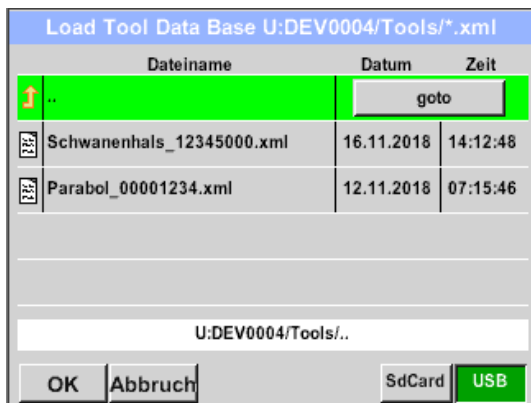 Load Tool Data Base U:DEV0004/Tools/*.xml
Dateiname Datum Zeit
.. goto
Schwanenhals_12345000.xml 16.11.2018 14:12:48
Parabol_00001234.xml 12.11.2018 07:15:46
U:DEV0004/Tools/..
OK Abbruch SdCard USB